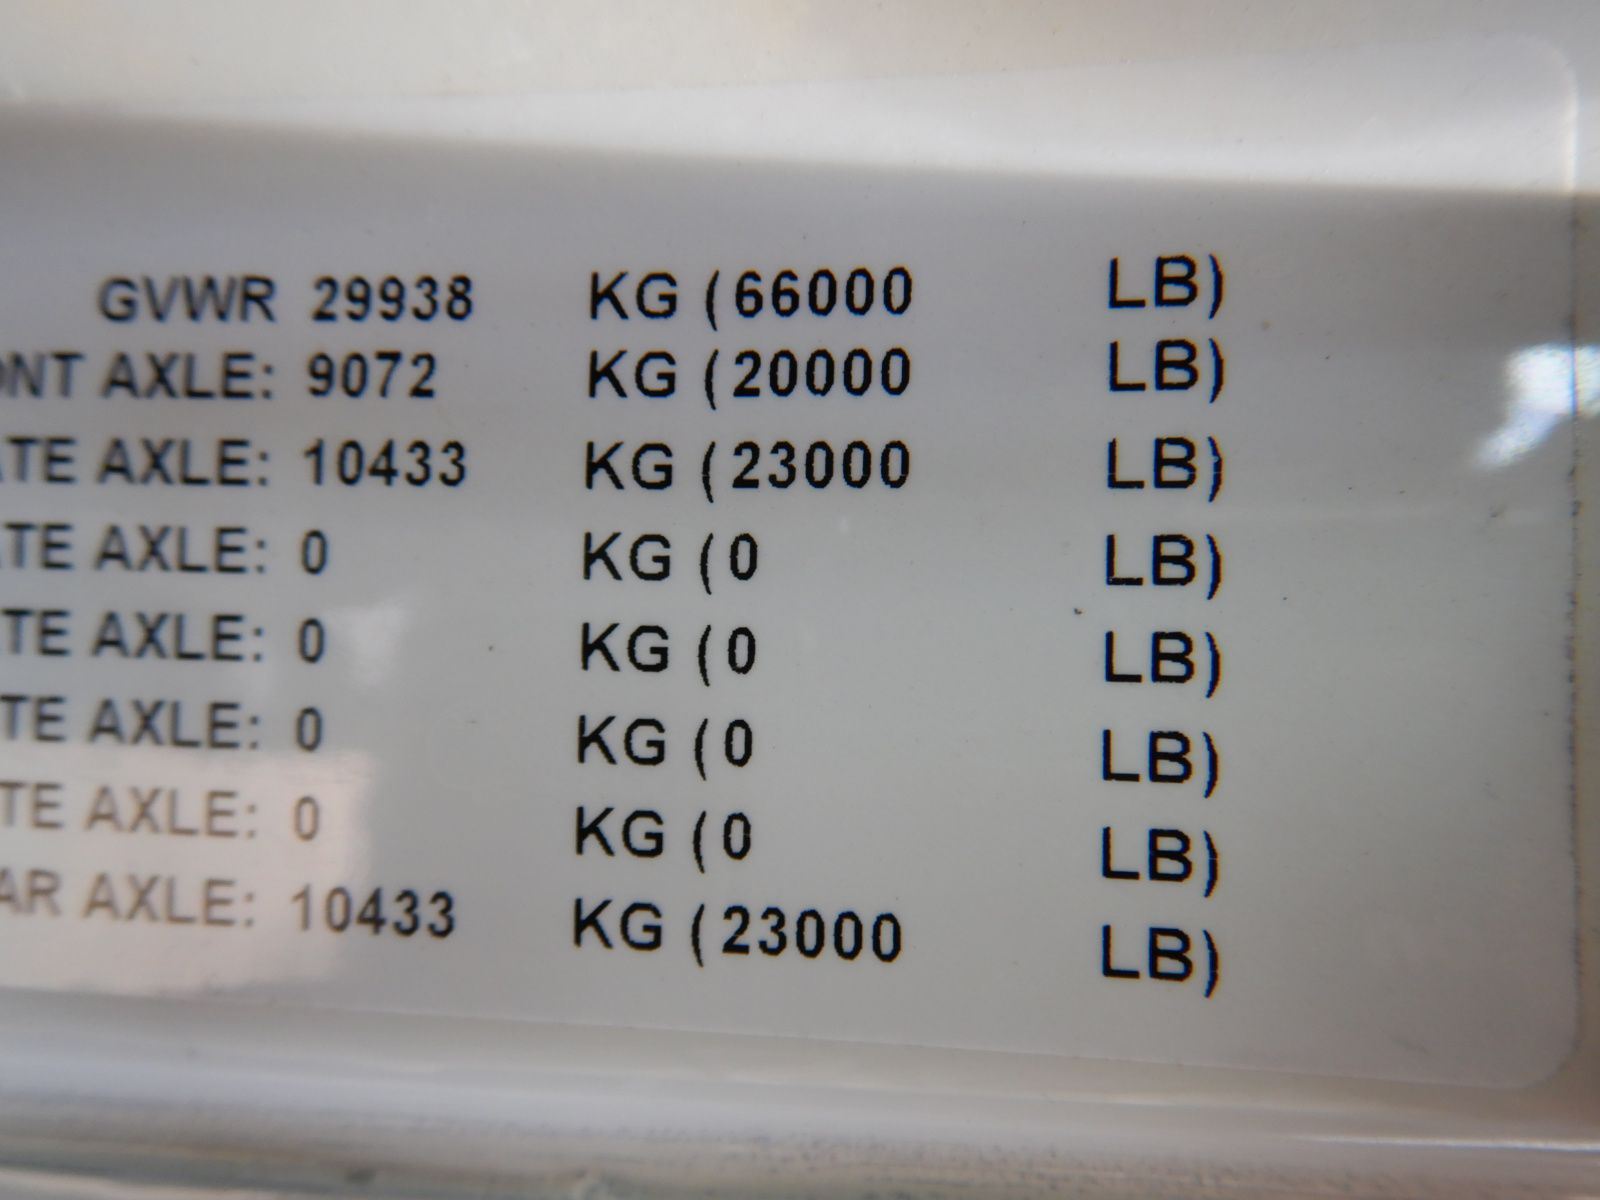 GVWR 29938 KG (66000 LB)
ONT AXLE: 9072 KG (20000 LB)
ATE AXLE: 10433 KG (23000 LB)
ATE AXLE: 0 KG (0 LB)
ATE AXLE: 0 KG (0 LB)
TE AXLE: 0 KG (0 LB)
TE AXLE: 0 KG (0 LB)
AR AXLE: 10433 KG (23000 LB)